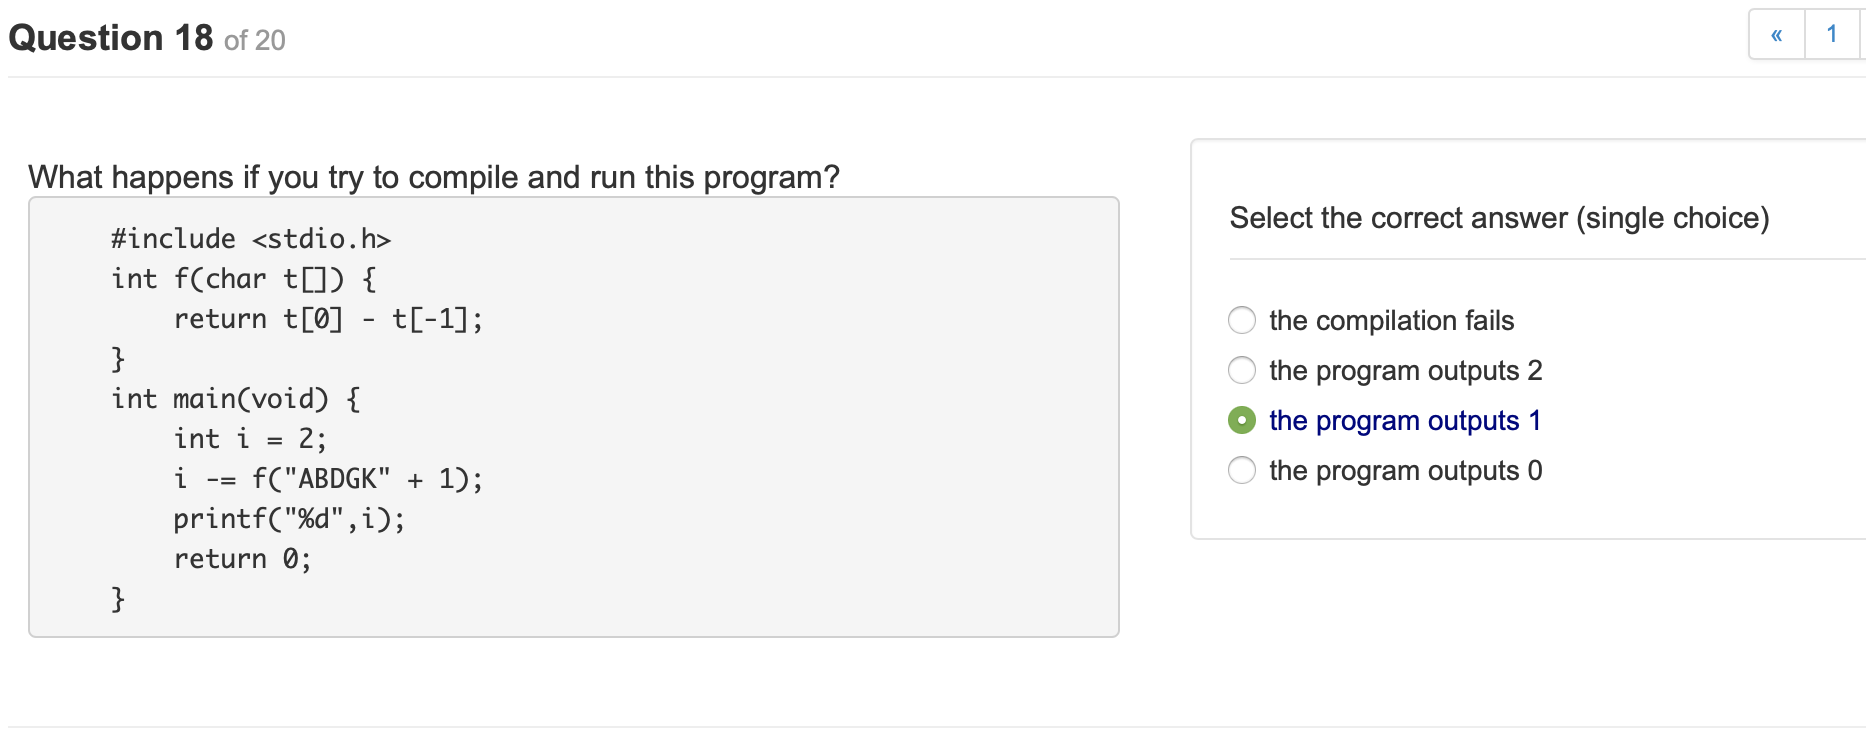 Question 18 of 20
« 1
What happens if you try to compile and run this program?
#include <stdio.h>
int f(char t[]) {
    return t[0] - t[-1];
}
int main(void) {
    int i = 2;
    i -= f("ABDGK" + 1);
    printf("%d",i);
    return 0;
}
Select the correct answer (single choice)
the compilation fails
the program outputs 2
the program outputs 1
the program outputs 0